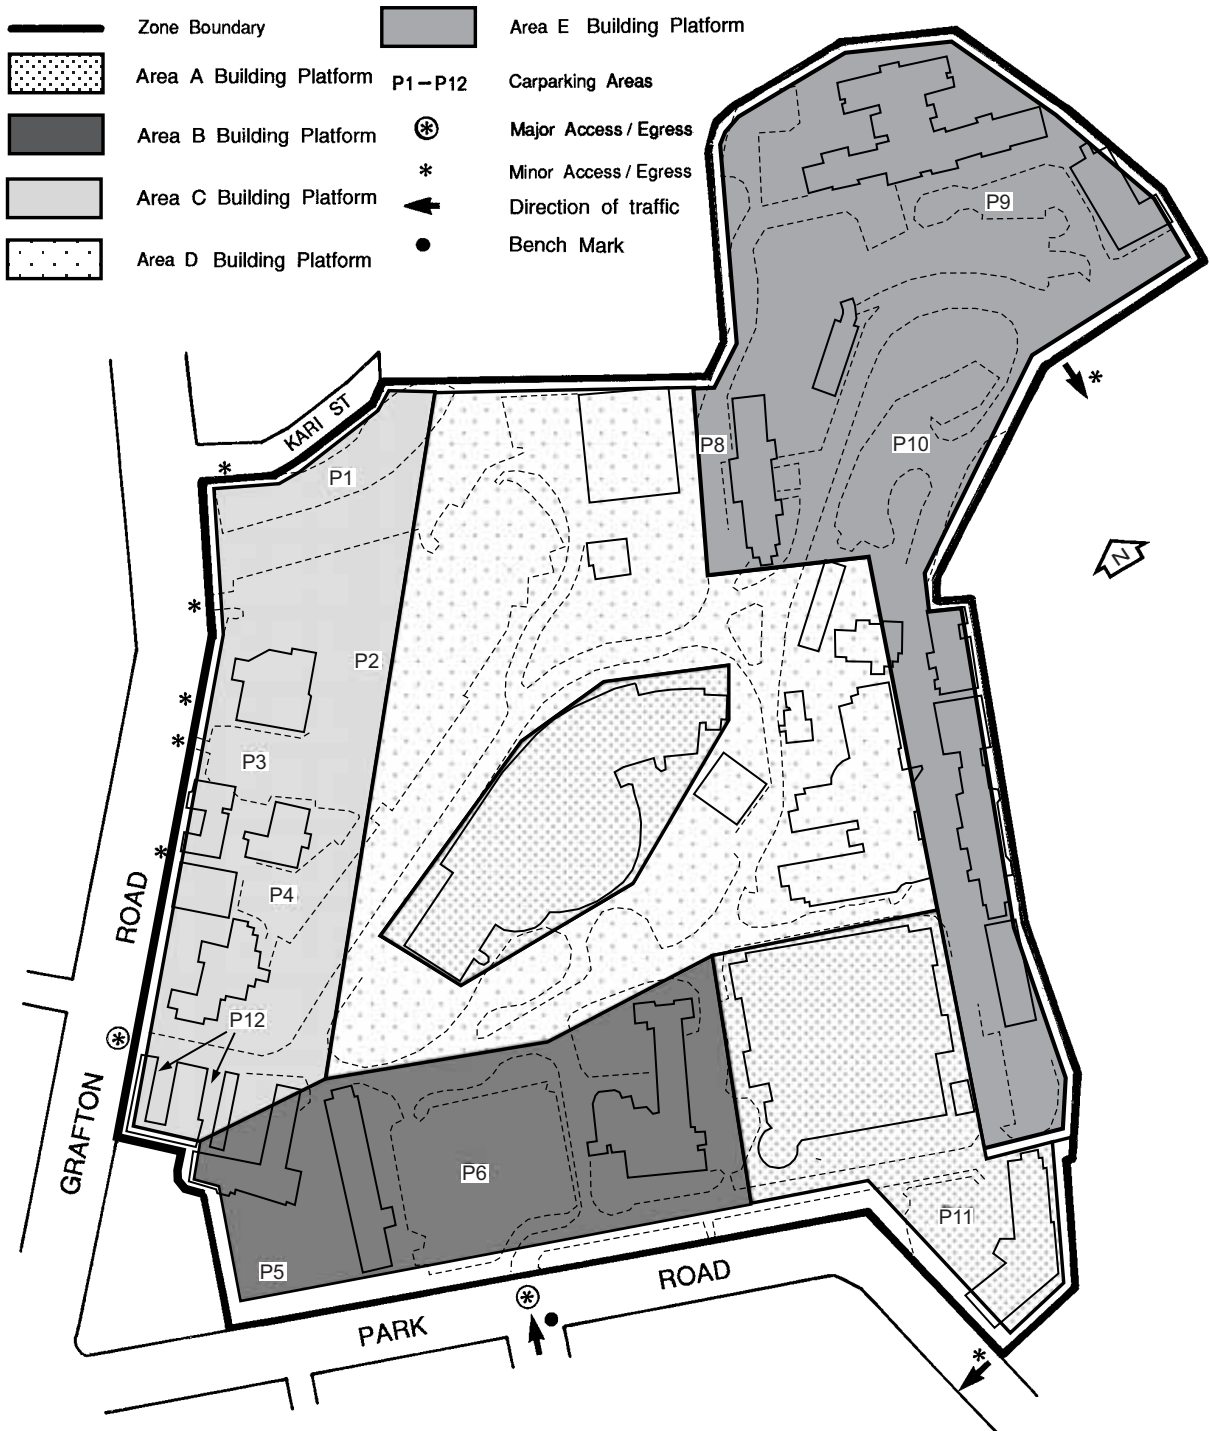 Zone Boundary
Area A Building Platform
Area B Building Platform
Area C Building Platform
Area D Building Platform
Area E Building Platform
P1-P12 Carparking Areas
Major Access / Egress
* Minor Access / Egress
Direction of traffic
Bench Mark
P9
KARI ST
*
*
P8
P10
P1
N
*
P2
*
*
P3
*
P4
ROAD
P12
*
GRAFTON
P6
P11
P5
ROAD
*
PARK
*